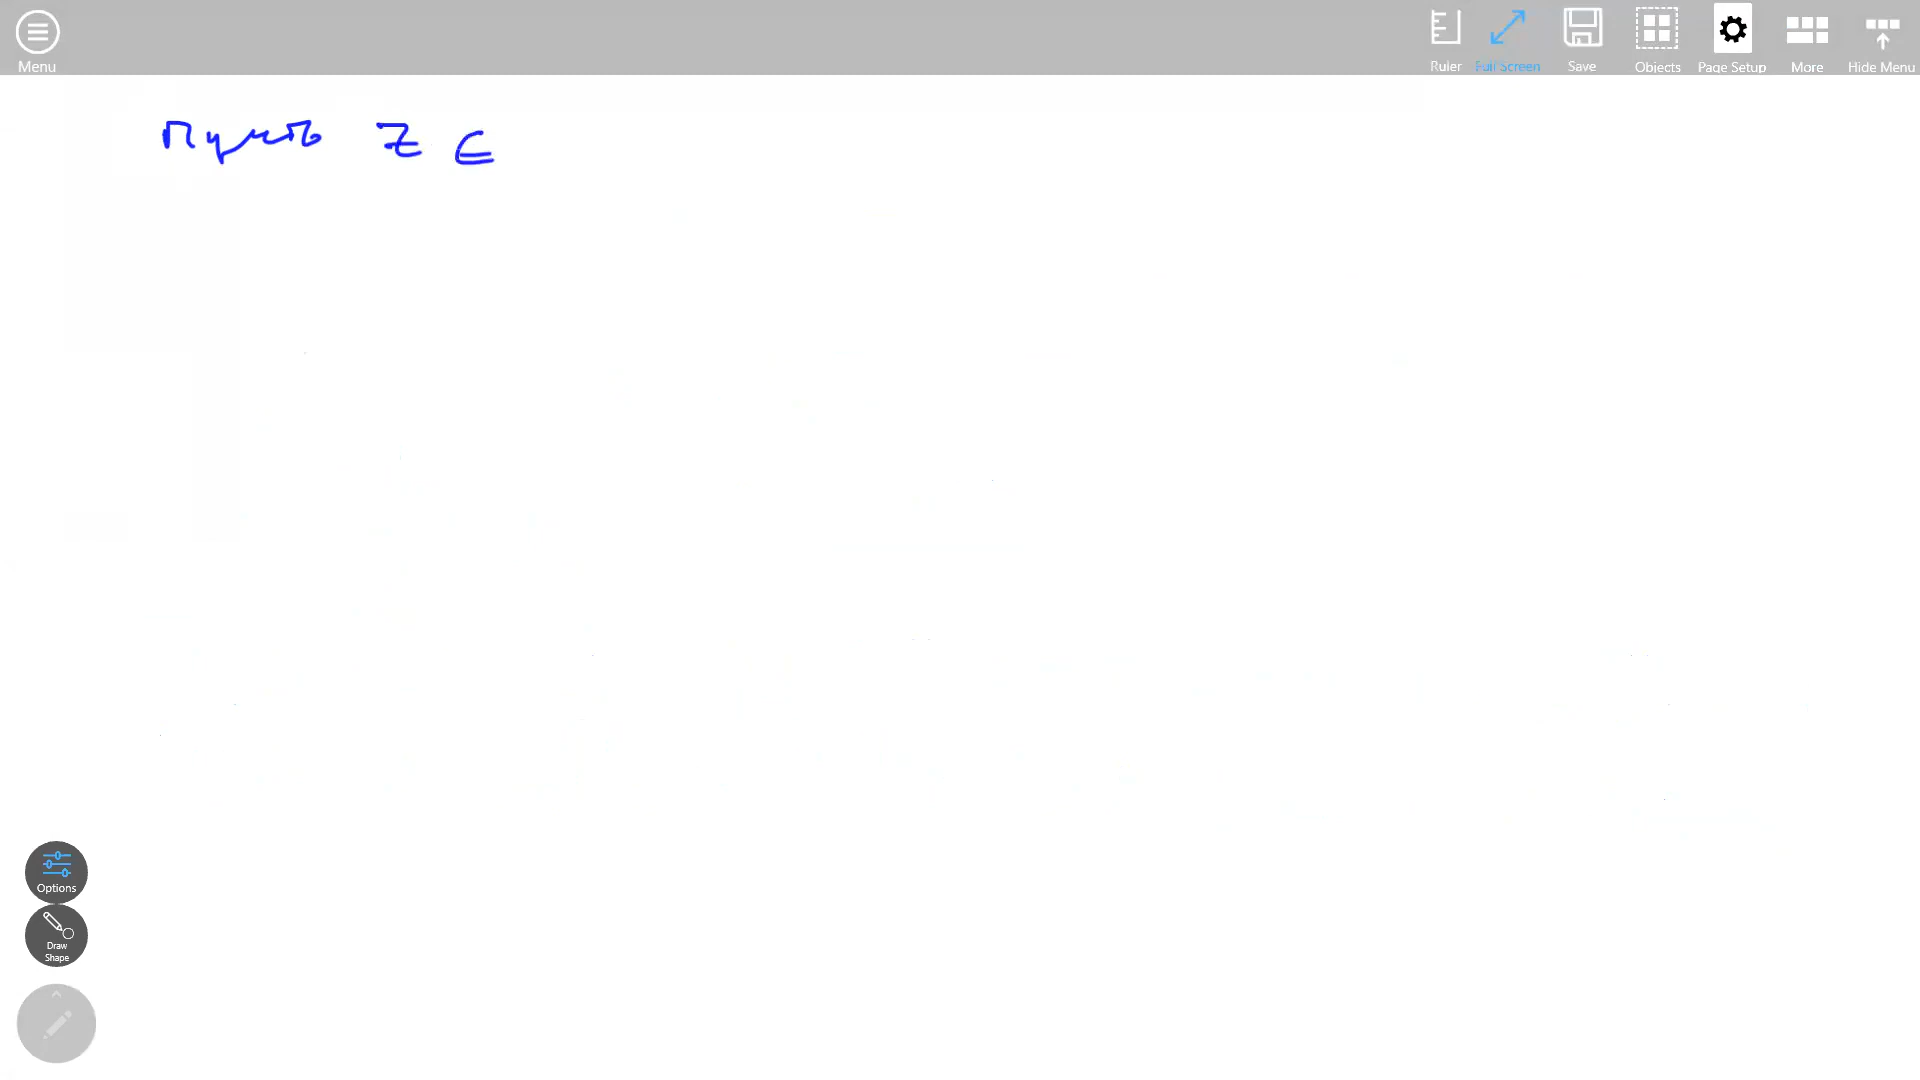 Menu Ruler Full Screen Save Objects Page Setup More Hide Menu
Пусть z ∈
Options
Draw
Shape